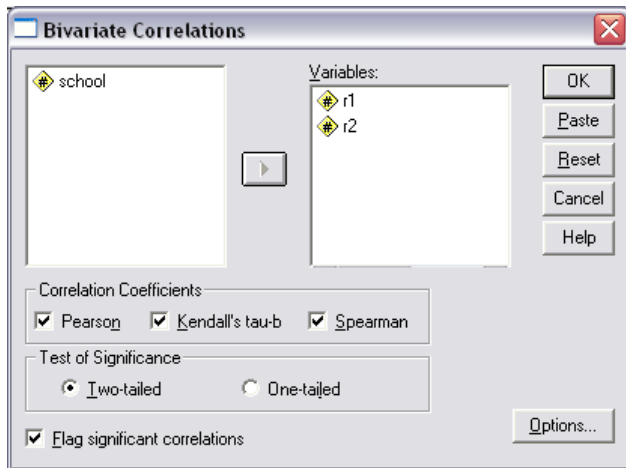 Bivariate Correlations
school
Variables:
r1
r2
OK
Paste
Reset
Cancel
Help
Correlation Coefficients
Pearson
Kendall's tau-b
Spearman
Test of Significance
Two-tailed
One-tailed
Flag significant correlations
Options...